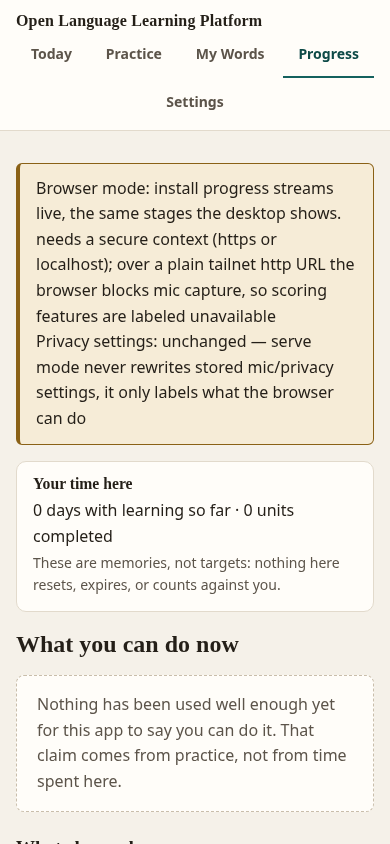 Open Language Learning Platform
Today Practice My Words Progress
Settings
Browser mode: install progress streams
live, the same stages the desktop shows.
needs a secure context (https or
localhost); over a plain tailnet http URL the
browser blocks mic capture, so scoring
features are labeled unavailable
Privacy settings: unchanged — serve
mode never rewrites stored mic/privacy
settings, it only labels what the browser
can do
Your time here
0 days with learning so far · 0 units
completed
These are memories, not targets: nothing here
resets, expires, or counts against you.
What you can do now
Nothing has been used well enough yet
for this app to say you can do it. That
claim comes from practice, not from time
spent here.